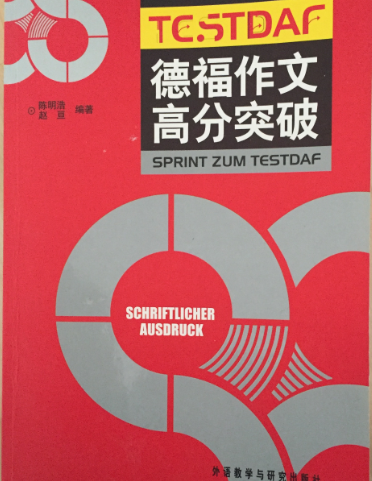 TESTDAF
德福作文
高分突破
SPRINT ZUM TESTDAF
陈明浩
赵亘 编著
SCHRIFTLICHER
AUSDRUCK
外语教学与研究出版社